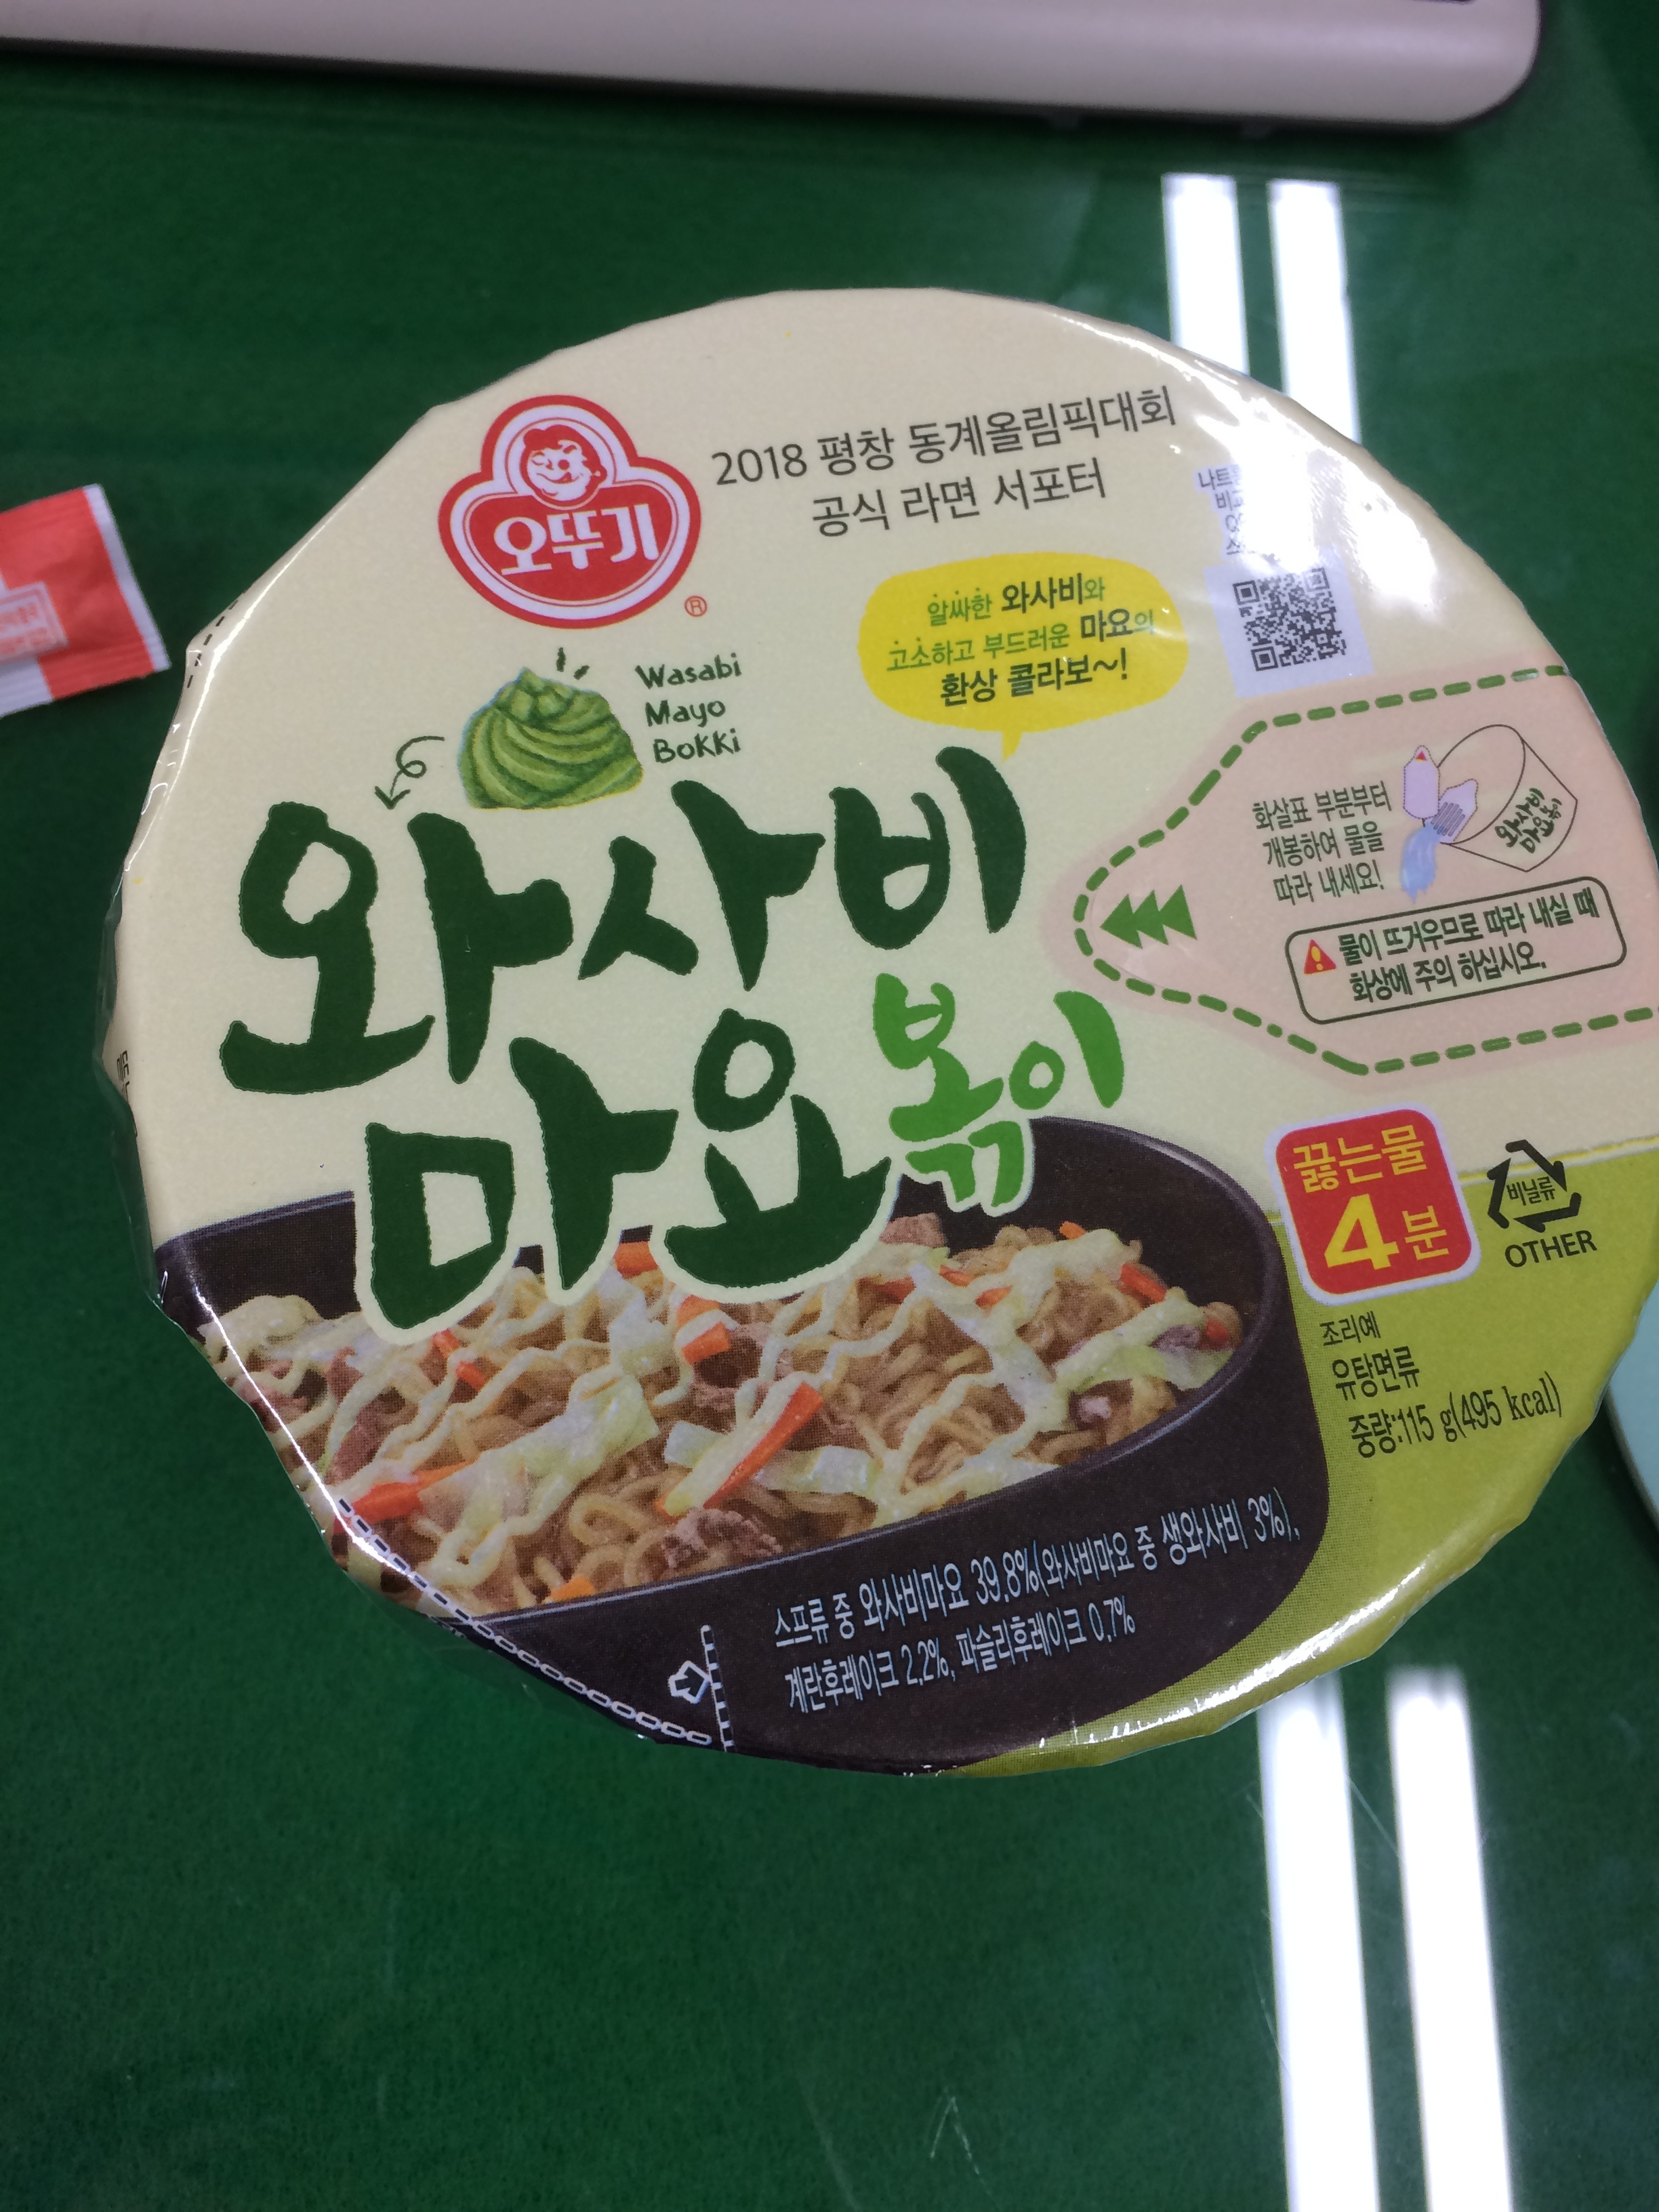 오뚜기
®
2018 평창 동계올림픽대회
공식 라면 서포터
알싸한 와사비와
고소하고 부드러운 마요의
환상 콜라보~!
Wasabi
Mayo
Bokki
와사비
마요볶이
화살표 부분부터
개봉하여 물을
따라 내세요!
와사비
마요볶이
물이 뜨거우므로 따라 내실 때
화상에 주의 하십시오.
끓는물
4분
비닐류
OTHER
조리예
유탕면류
중량:115 g(495 kcal)
스프류 중 와사비마요 39.8%(와사비마요 중 생와사비 3%),
계란후레이크 2.2%, 파슬리후레이크 0.7%